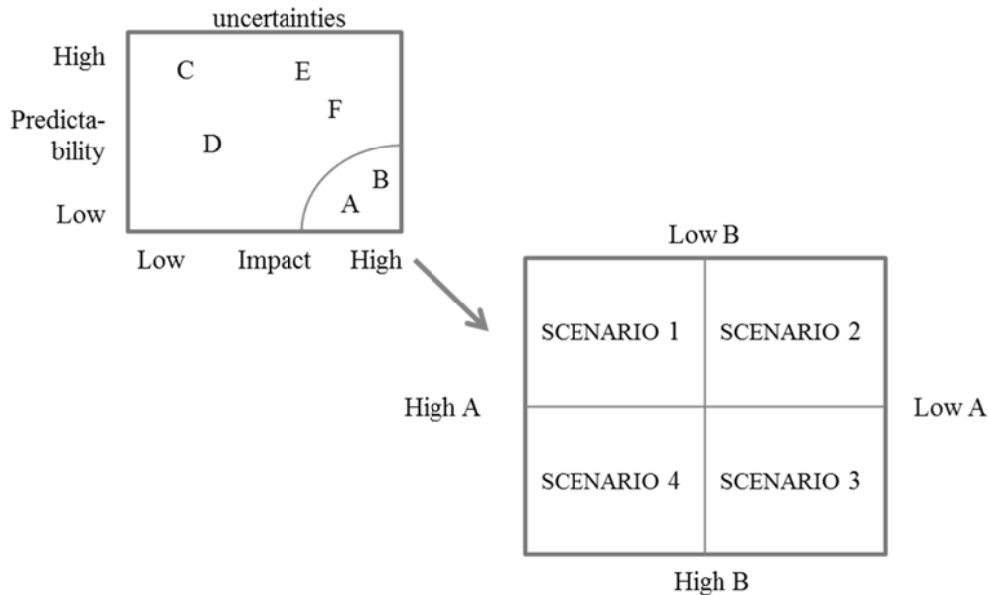 uncertainties
High
C
E
F
Predicta-
bility
D
B
A
Low
Low Impact High
Low B
SCENARIO 1
SCENARIO 2
High A
Low A
SCENARIO 4
SCENARIO 3
High B